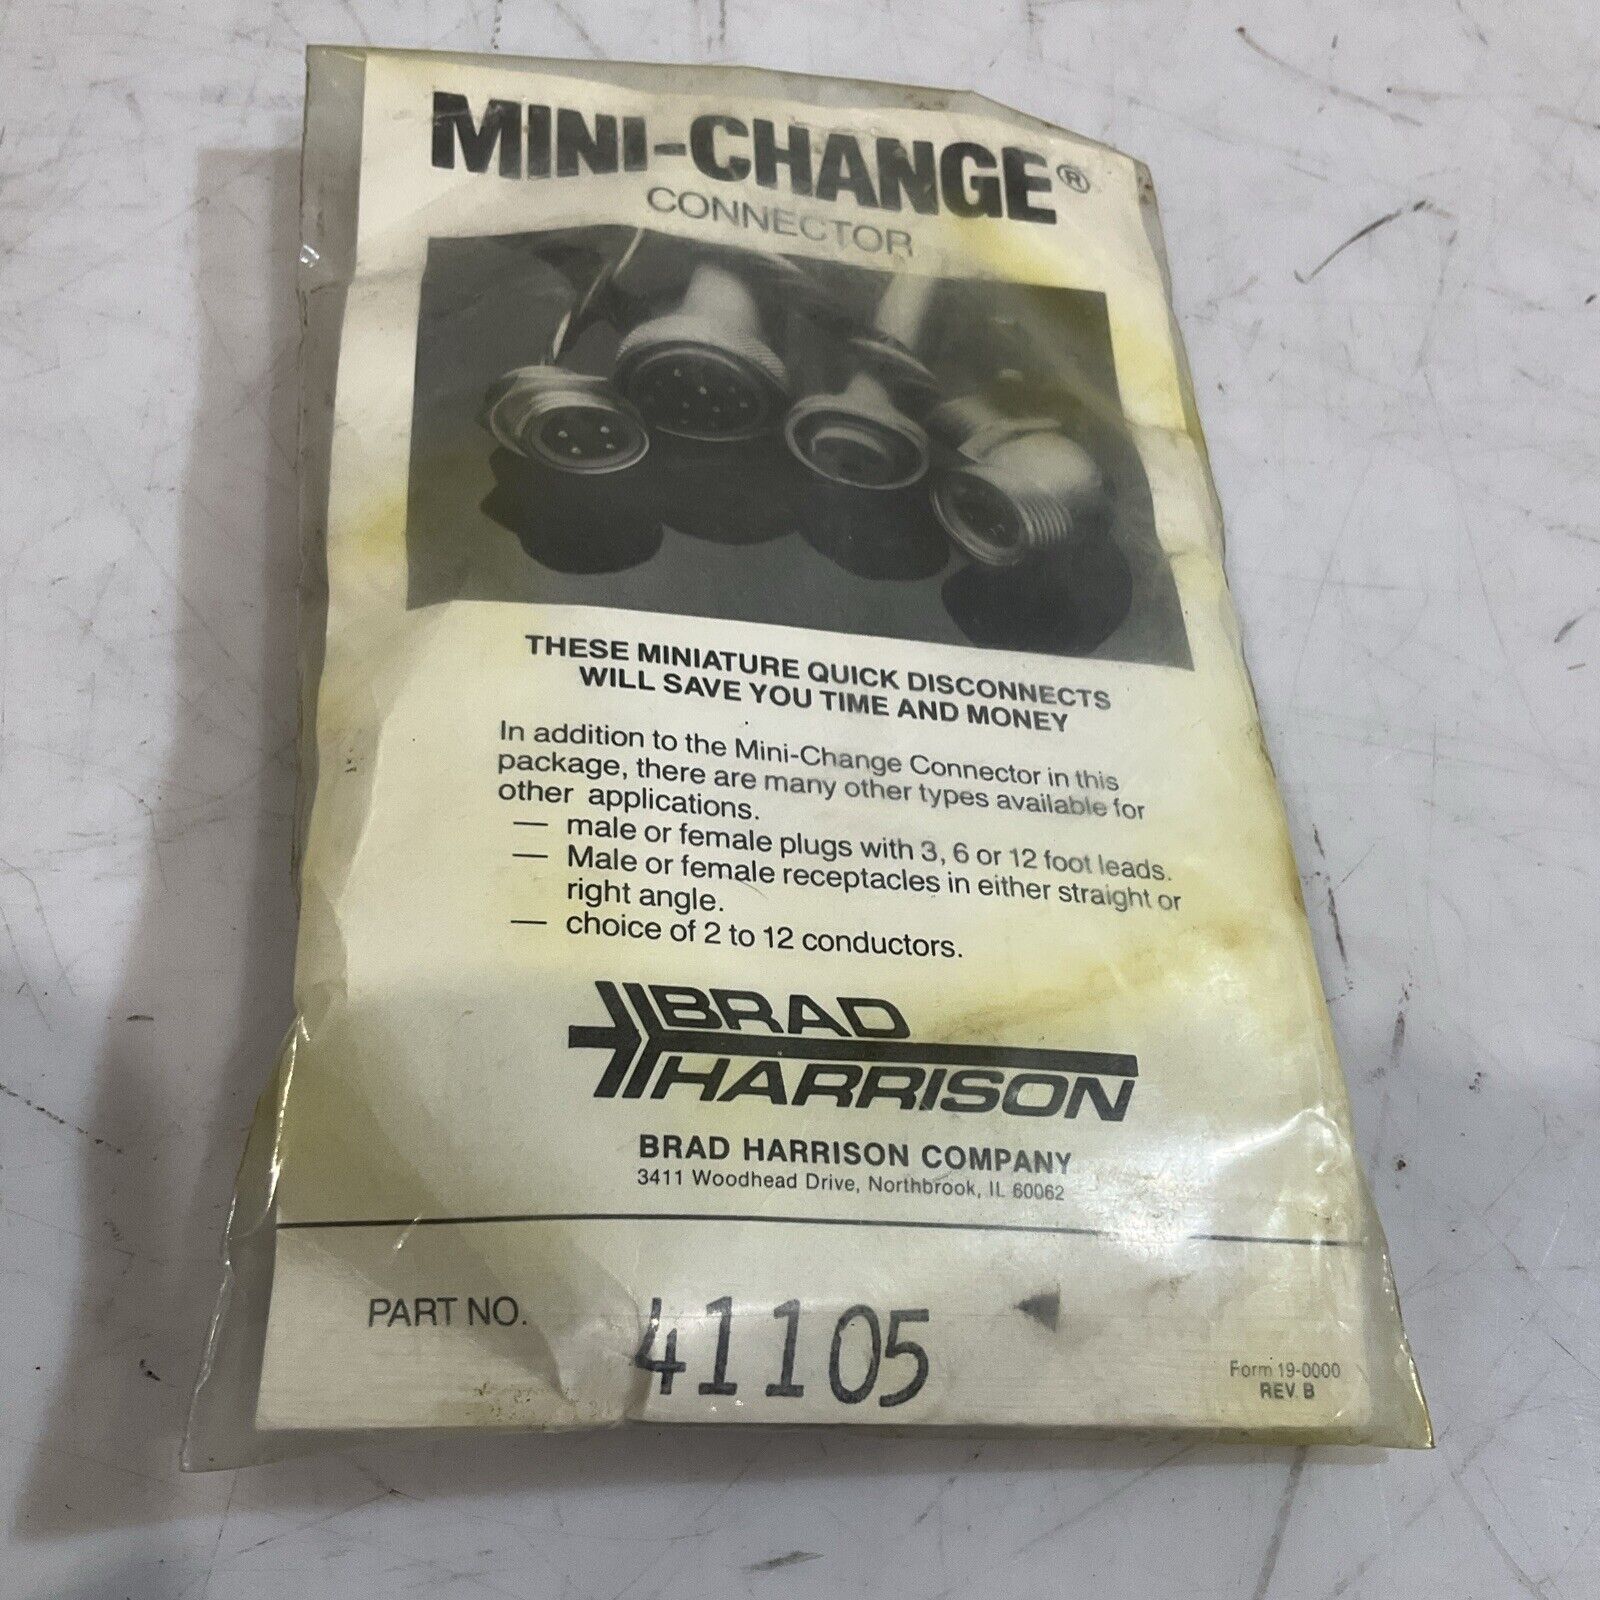 MINI-CHANGE®
CONNECTOR
THESE MINIATURE QUICK DISCONNECTS
WILL SAVE YOU TIME AND MONEY
In addition to the Mini-Change Connector in this
package, there are many other types available for
other applications.
— male or female plugs with 3, 6 or 12 foot leads.
— Male or female receptacles in either straight or
right angle.
— choice of 2 to 12 conductors.
BRAD
HARRISON
BRAD HARRISON COMPANY
3411 Woodhead Drive, Northbrook, IL 60062
PART NO. 41105
Form 19-0000
REV. B